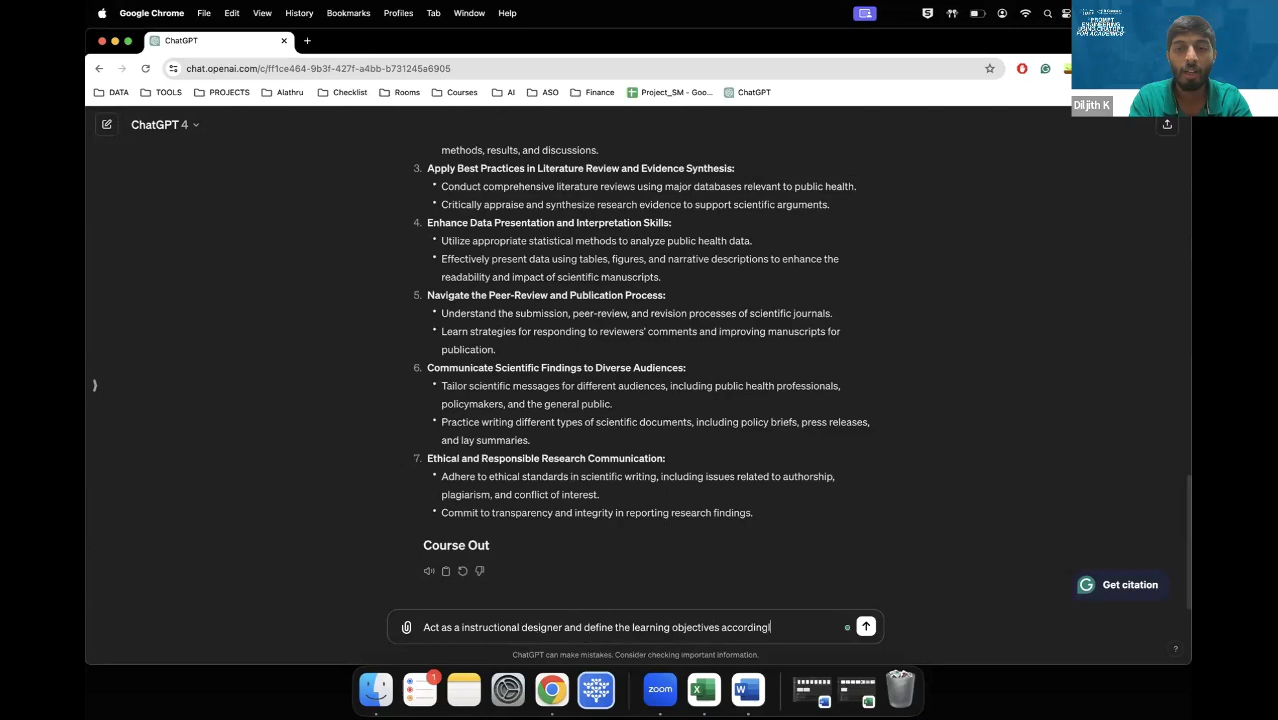 Google Chrome File Edit View History Bookmarks Profiles Tab Window Help
PROMPT
ENGINEERING
USING CHATGPT
FOR ACADEMICS
ChatGPT
chat.openai.com/c/ff1ce464-9b3f-427f-a4bb-b731245a6905
DATA TOOLS PROJECTS Alathru Checklist Rooms Courses AI ASO Finance Project_SM - Goo... ChatGPT
Diljith K
ChatGPT 4
methods, results, and discussions.
3. Apply Best Practices in Literature Review and Evidence Synthesis:
• Conduct comprehensive literature reviews using major databases relevant to public health.
• Critically appraise and synthesize research evidence to support scientific arguments.
4. Enhance Data Presentation and Interpretation Skills:
• Utilize appropriate statistical methods to analyze public health data.
• Effectively present data using tables, figures, and narrative descriptions to enhance the
readability and impact of scientific manuscripts.
5. Navigate the Peer-Review and Publication Process:
• Understand the submission, peer-review, and revision processes of scientific journals.
• Learn strategies for responding to reviewers' comments and improving manuscripts for
publication.
6. Communicate Scientific Findings to Diverse Audiences:
• Tailor scientific messages for different audiences, including public health professionals,
policymakers, and the general public.
• Practice writing different types of scientific documents, including policy briefs, press releases,
and lay summaries.
7. Ethical and Responsible Research Communication:
• Adhere to ethical standards in scientific writing, including issues related to authorship,
plagiarism, and conflict of interest.
• Commit to transparency and integrity in reporting research findings.
Course Out
Get citation
Act as a instructional designer and define the learning objectives accordingl
ChatGPT can make mistakes. Consider checking important information.
?
1
zoom